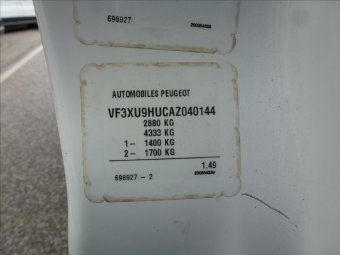 698927
AUTOMOBILES PEUGEOT
VF3XU9HUCAZ040144
2880 KG
4333 KG
1- 1400 KG
2- 1700 KG
1.49
698927 - 2